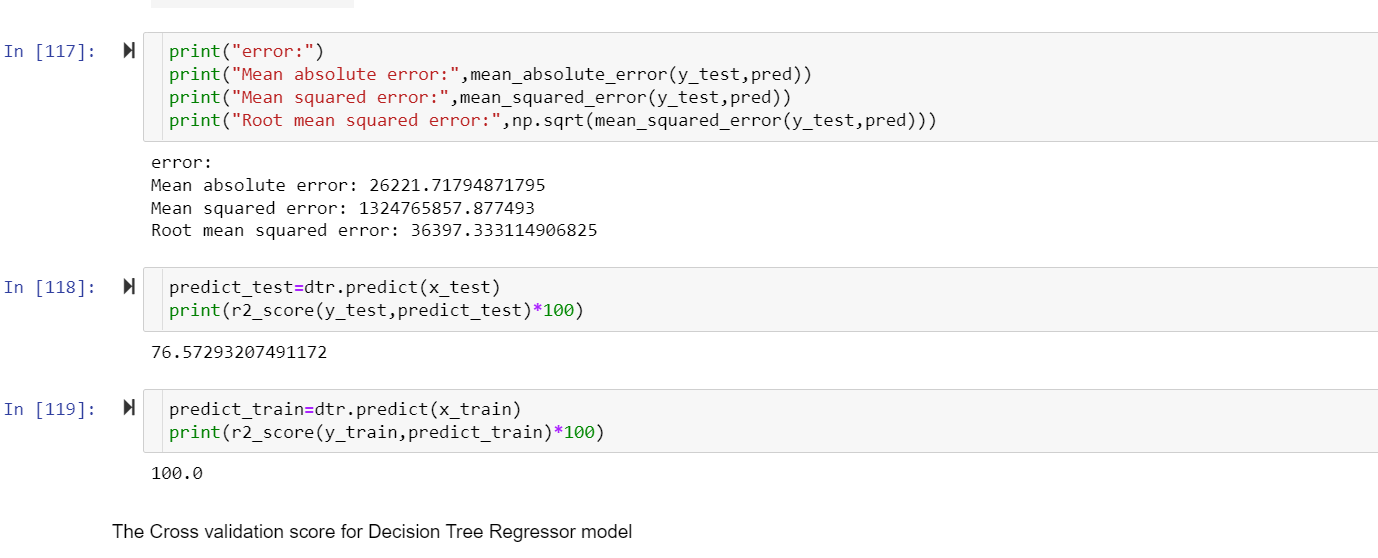 In [117]:
print("error:")
print("Mean absolute error:",mean_absolute_error(y_test,pred))
print("Mean squared error:",mean_squared_error(y_test,pred))
print("Root mean squared error:",np.sqrt(mean_squared_error(y_test,pred)))
error:
Mean absolute error: 26221.71794871795
Mean squared error: 1324765857.877493
Root mean squared error: 36397.333114906825
In [118]:
predict_test=dtr.predict(x_test)
print(r2_score(y_test,predict_test)*100)
76.57293207491172
In [119]:
predict_train=dtr.predict(x_train)
print(r2_score(y_train,predict_train)*100)
100.0
The Cross validation score for Decision Tree Regressor model